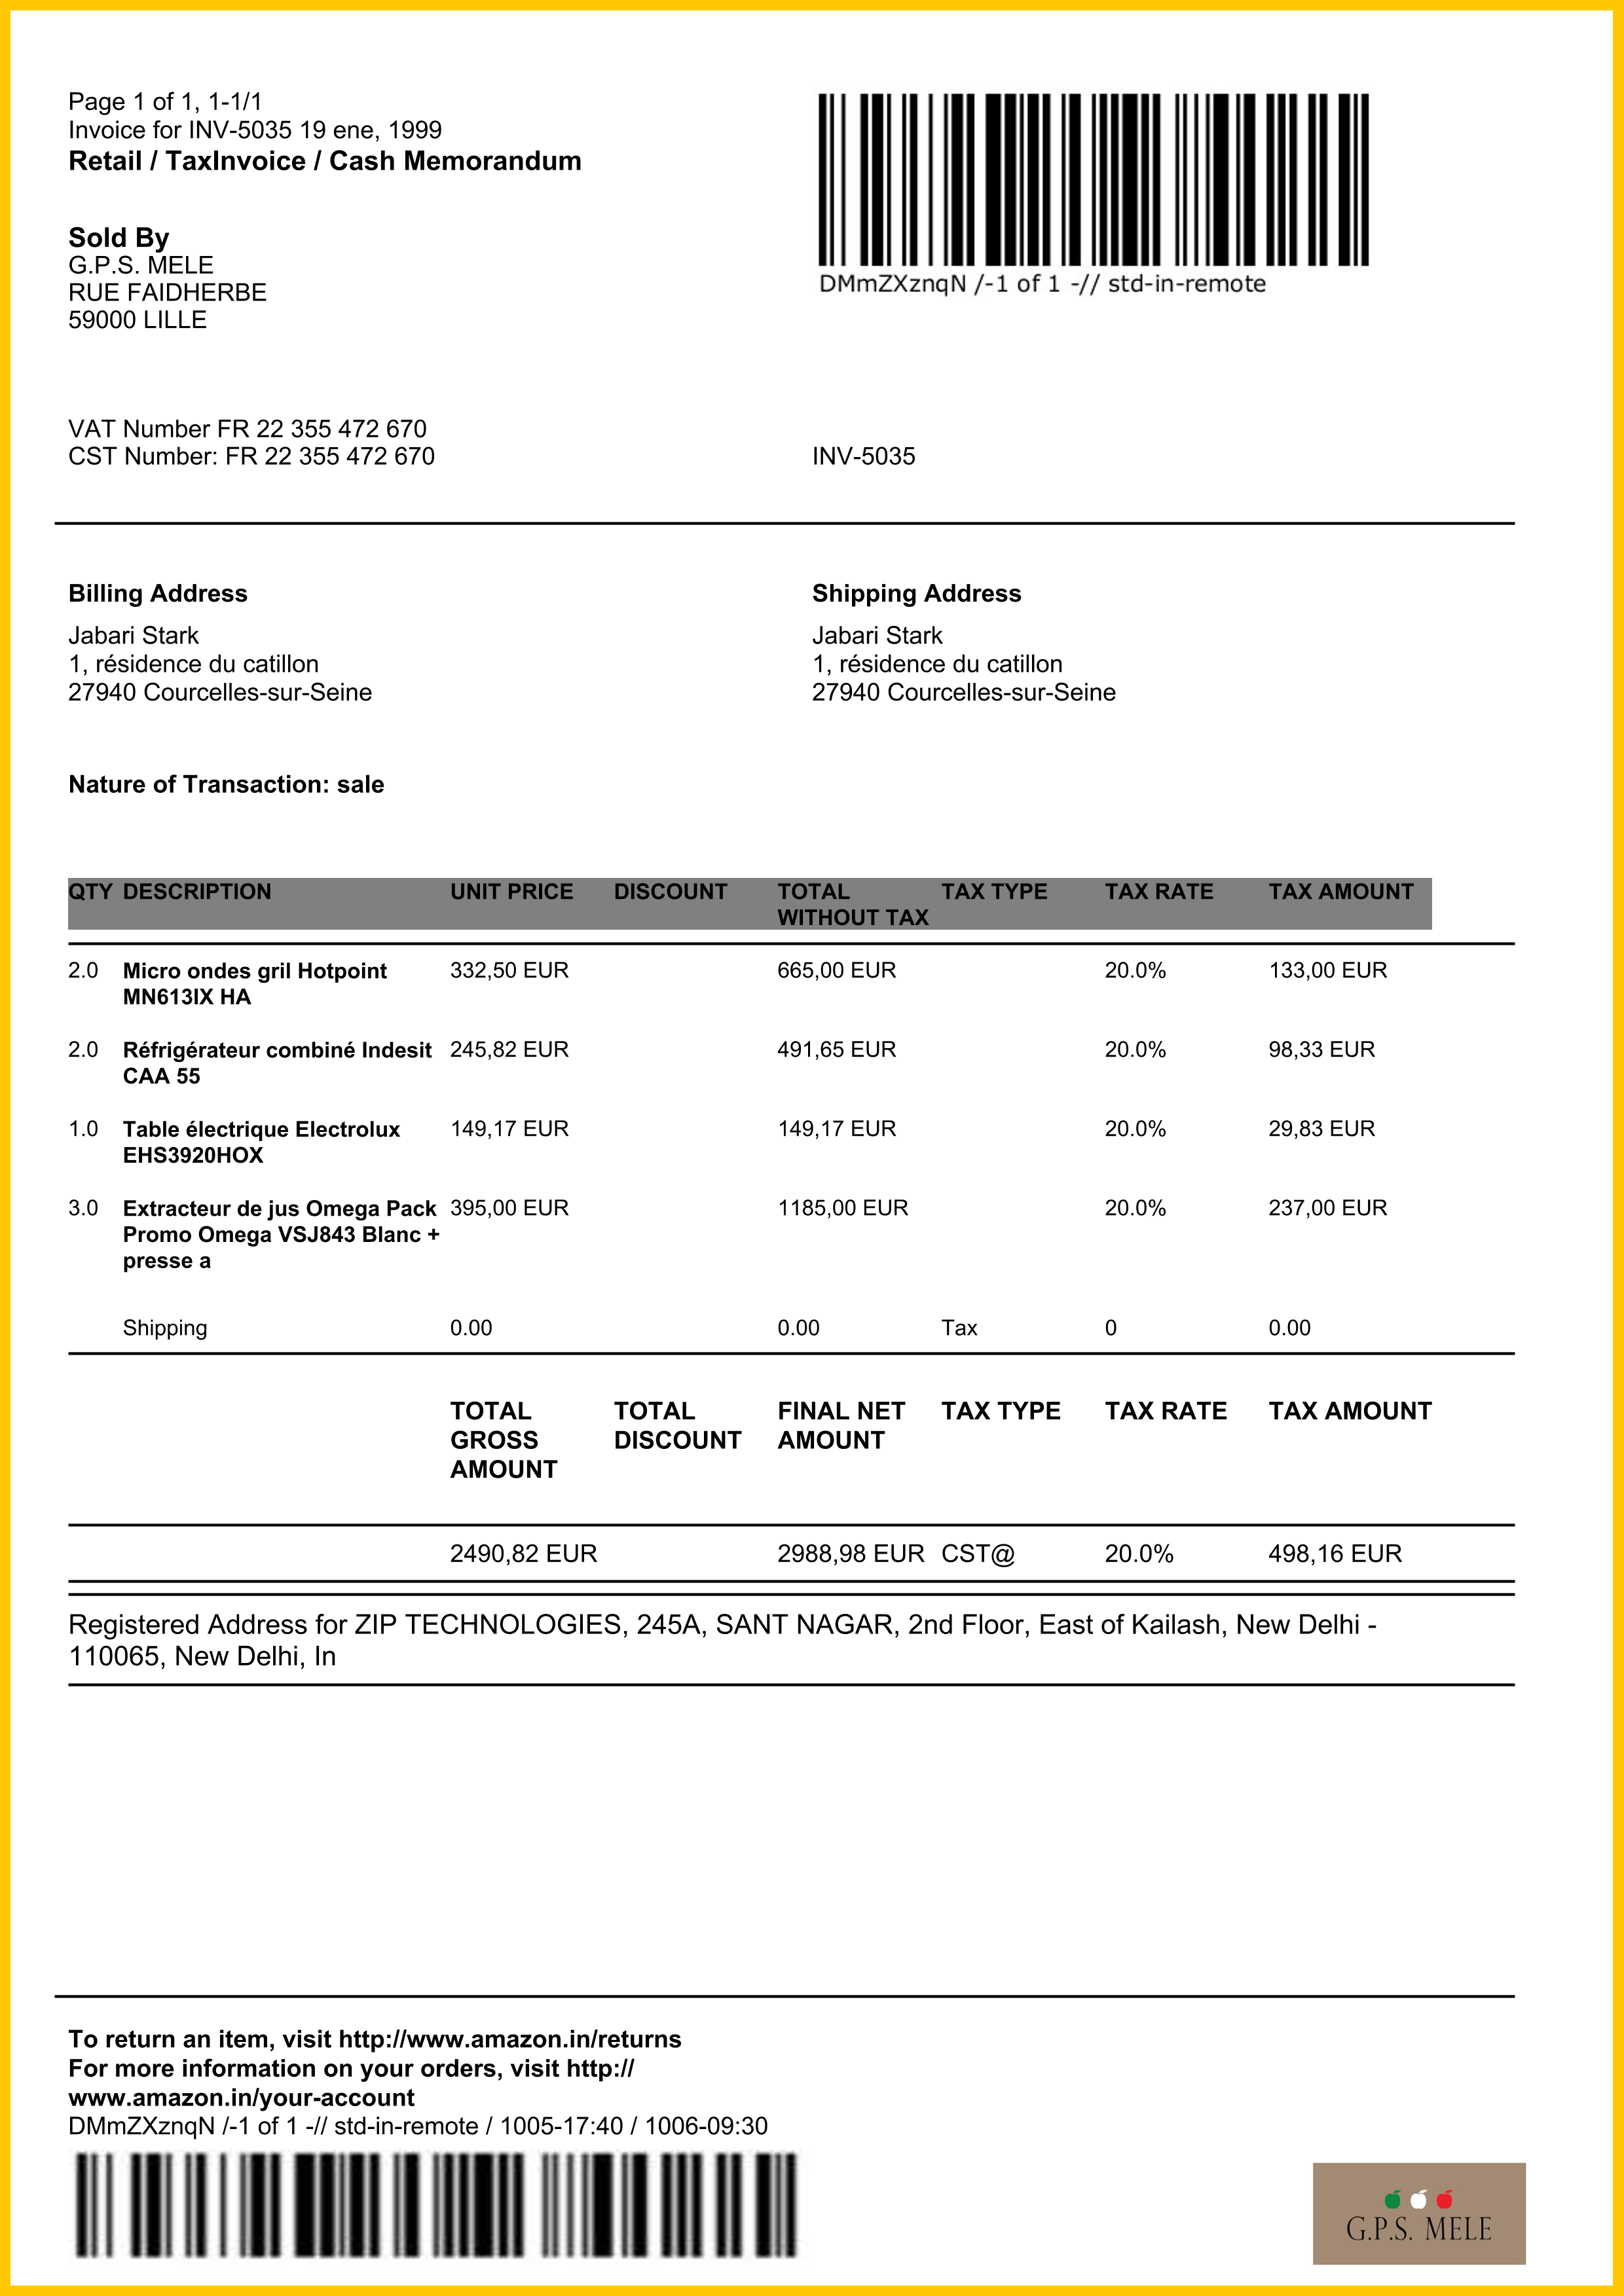 Page 1 of 1, 1-1/1
Invoice for INV-5035 19 ene, 1999
Retail / TaxInvoice / Cash Memorandum
DMmZXznqN /-1 of 1 -// std-in-remote
Sold By
G.P.S. MELE
RUE FAIDHERBE
59000 LILLE
VAT Number FR 22 355 472 670
CST Number: FR 22 355 472 670
INV-5035
Billing Address
Jabari Stark
1, résidence du catillon
27940 Courcelles-sur-Seine
Shipping Address
Jabari Stark
1, résidence du catillon
27940 Courcelles-sur-Seine
Nature of Transaction: sale
QTY DESCRIPTION UNIT PRICE DISCOUNT TOTAL TAX TYPE TAX RATE TAX AMOUNT
WITHOUT TAX
2.0 Micro ondes gril Hotpoint 332,50 EUR 665,00 EUR 20.0% 133,00 EUR
MN613IX HA
2.0 Réfrigérateur combiné Indesit 245,82 EUR 491,65 EUR 20.0% 98,33 EUR
CAA 55
1.0 Table électrique Electrolux 149,17 EUR 149,17 EUR 20.0% 29,83 EUR
EHS3920HOX
3.0 Extracteur de jus Omega Pack 395,00 EUR 1185,00 EUR 20.0% 237,00 EUR
Promo Omega VSJ843 Blanc +
presse a
Shipping 0.00 0.00 Tax 0 0.00
TOTAL TOTAL FINAL NET TAX TYPE TAX RATE TAX AMOUNT
GROSS DISCOUNT AMOUNT
AMOUNT
2490,82 EUR 2988,98 EUR CST@ 20.0% 498,16 EUR
Registered Address for ZIP TECHNOLOGIES, 245A, SANT NAGAR, 2nd Floor, East of Kailash, New Delhi -
110065, New Delhi, In
To return an item, visit http://www.amazon.in/returns
For more information on your orders, visit http://
www.amazon.in/your-account
DMmZXznqN /-1 of 1 -// std-in-remote / 1005-17:40 / 1006-09:30
G.P.S. MELE